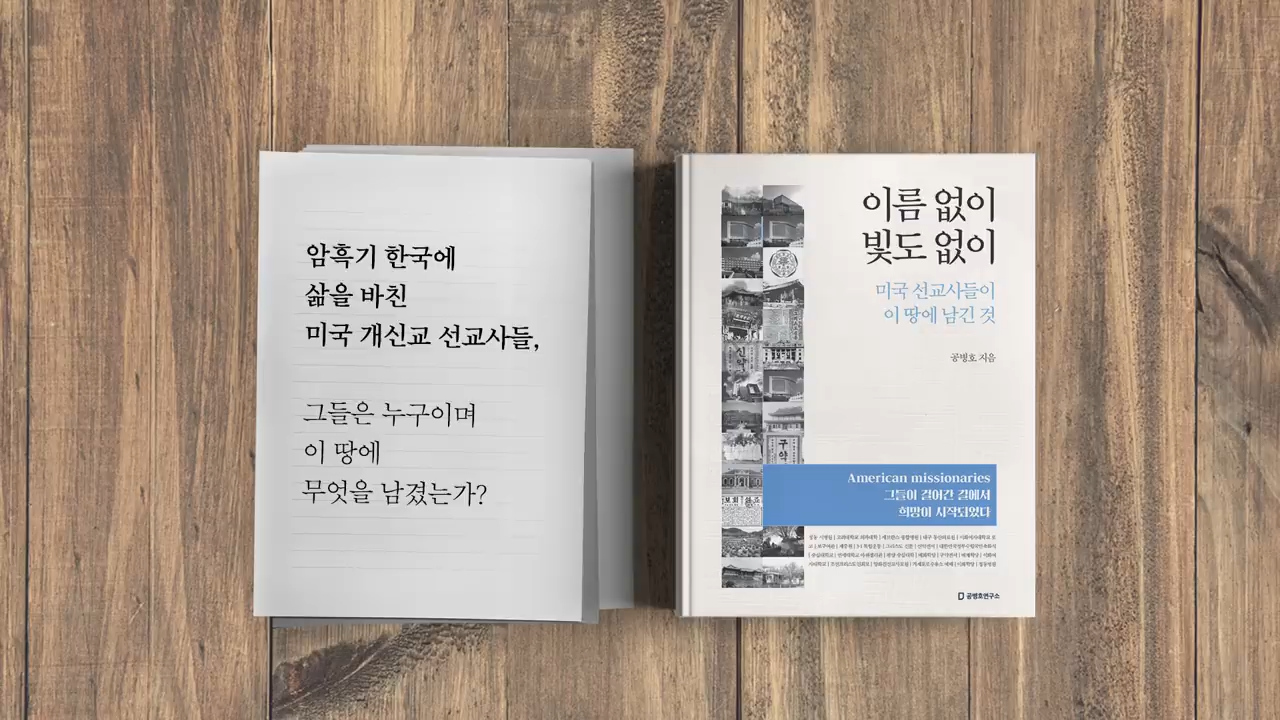 암흑기 한국에
삶을 바친
미국 개신교 선교사들,
그들은 누구이며
이 땅에
무엇을 남겼는가?
이름 없이
빛도 없이
미국 선교사들이
이 땅에 남긴 것
공병호 지음
신약
구약
American missionaries
그들이 걸어간 길에서
희망이 시작되었다
공병호연구소